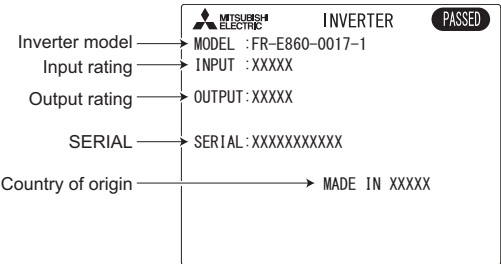 MITSUBISHI
ELECTRIC
INVERTER
PASSED
Inverter model
MODEL :FR-E860-0017-1
Input rating
INPUT :XXXXX
Output rating
OUTPUT:XXXXX
SERIAL
SERIAL:XXXXXXXXXXX
Country of origin
MADE IN XXXXX